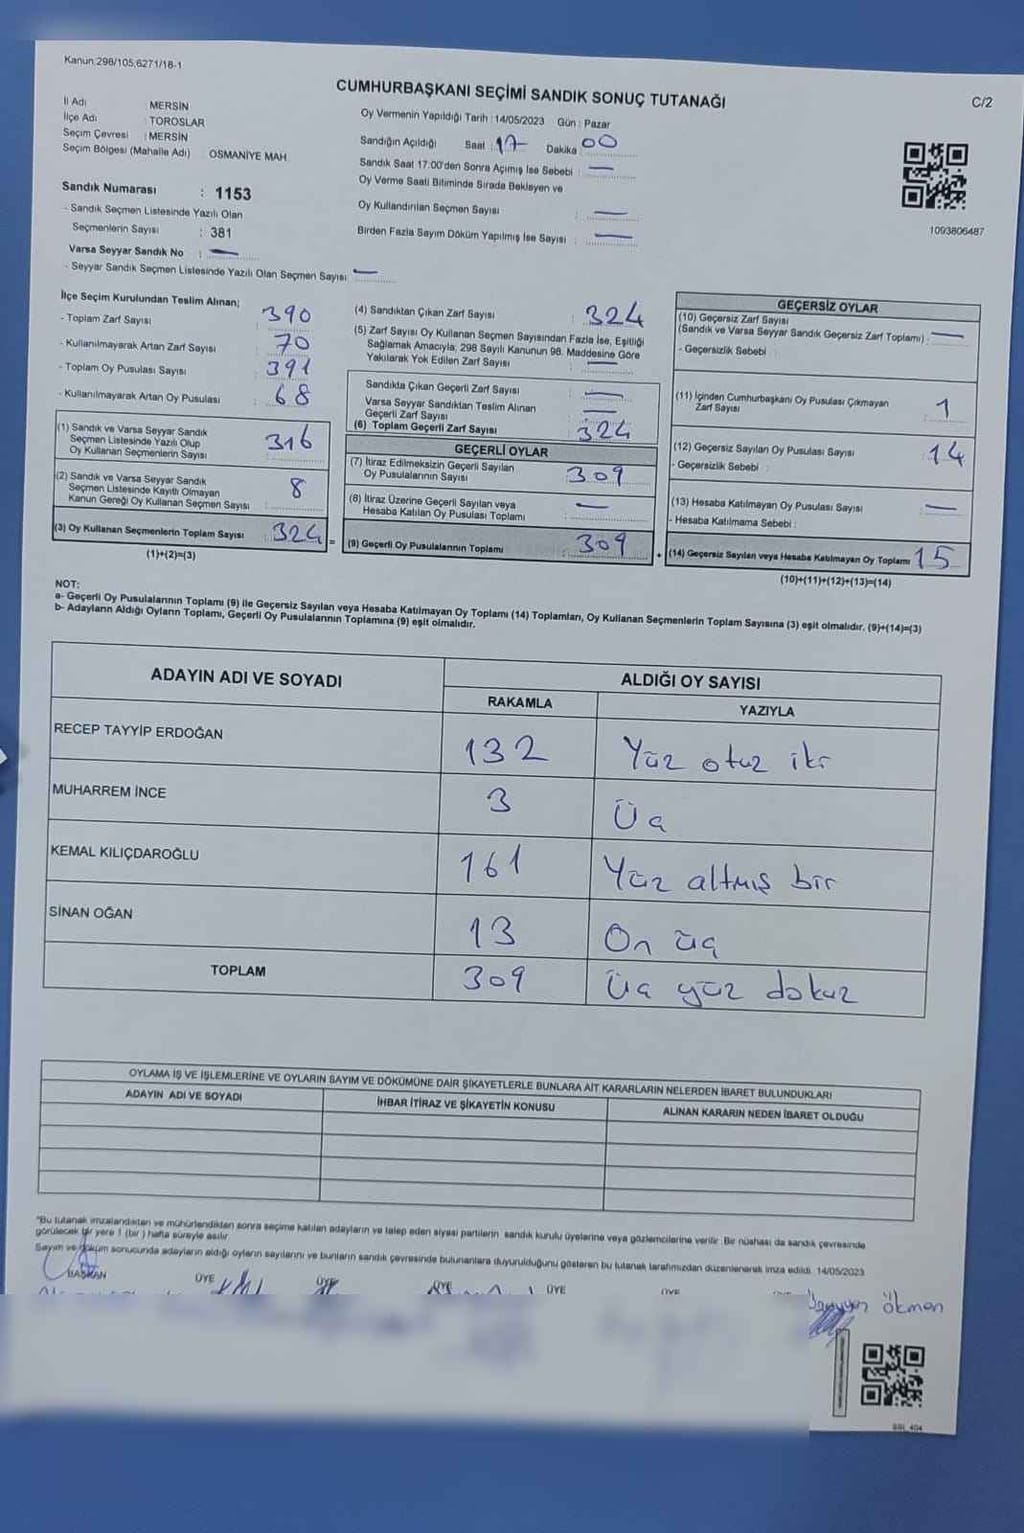 Kanun:298/105,6271/18-1
CUMHURBAŞKANI SEÇİMİ SANDIK SONUÇ TUTANAĞI
C/2
İl Adı MERSİN
İlçe Adı TOROSLAR
Seçim Çevresi : MERSİN
Seçim Bölgesi (Mahalle Adı) : OSMANİYE MAH.
Oy Vermenin Yapıldığı Tarih : 14/05/2023 Gün : Pazar
Sandığın Açıldığı Saat : 17 Dakika : 00
Sandık Saat 17:00'den Sonra Açımış İse Sebebi : —
Oy Verme Saati Bitiminde Sırada Bekleyen ve
Oy Kullandırılan Seçmen Sayısı : —
Birden Fazla Sayım Döküm Yapılmış İse Sayısı : —
1093806487
Sandık Numarası : 1153
- Sandık Seçmen Listesinde Yazılı Olan
Seçmenlerin Sayısı : 381
Varsa Seyyar Sandık No : —
- Seyyar Sandık Seçmen Listesinde Yazılı Olan Seçmen Sayısı : —
İlçe Seçim Kurulundan Teslim Alınan;
- Toplam Zarf Sayısı : 390
- Kullanılmayarak Artan Zarf Sayısı : 70
- Toplam Oy Pusulası Sayısı : 391
- Kullanılmayarak Artan Oy Pusulası : 68
(1) Sandık ve Varsa Seyyar Sandık
Seçmen Listesinde Yazılı Olup
Oy Kullanan Seçmenlerin Sayısı : 316
(2) Sandık ve Varsa Seyyar Sandık
Seçmen Listesinde Kayıtlı Olmayan
Kanun Gereği Oy Kullanan Seçmen Sayısı : 8
(3) Oy Kullanan Seçmenlerin Toplam Sayısı : 324 =
(1)+(2)=(3)
(4) Sandıktan Çıkan Zarf Sayısı : 324
(5) Zarf Sayısı Oy Kullanan Seçmen Sayısından Fazla İse, Eşitliği
Sağlamak Amacıyla, 298 Sayılı Kanunun 98. Maddesine Göre
Yakılarak Yok Edilen Zarf Sayısı : —
Sandıkta Çıkan Geçerli Zarf Sayısı : —
Varsa Seyyar Sandıktan Teslim Alınan
Geçerli Zarf Sayısı : —
(6) Toplam Geçerli Zarf Sayısı : 324
GEÇERLİ OYLAR
(7) İtiraz Edilmeksizin Geçerli Sayılan
Oy Pusulalarının Sayısı : 309
(8) İtiraz Üzerine Geçerli Sayılan veya
Hesaba Katılan Oy Pusulası Toplamı : —
(9) Geçerli Oy Pusulalarının Toplamı : 309 +
GEÇERSİZ OYLAR
(10) Geçersiz Zarf Sayısı
(Sandık ve Varsa Seyyar Sandık Geçersiz Zarf Toplamı) : —
- Geçersizlik Sebebi :
(11) İçinden Cumhurbaşkanı Oy Pusulası Çıkmayan
Zarf Sayısı : 1
(12) Geçersiz Sayılan Oy Pusulası Sayısı : 14
- Geçersizlik Sebebi :
(13) Hesaba Katılmayan Oy Pusulası Sayısı : —
- Hesaba Katılmama Sebebi :
(14) Geçersiz Sayılan veya Hesaba Katılmayan Oy Toplamı : 15
(10)+(11)+(12)+(13)=(14)
NOT:
a- Geçerli Oy Pusulalarının Toplamı (9) ile Geçersiz Sayılan veya Hesaba Katılmayan Oy Toplamı (14) Toplamları, Oy Kullanan Seçmenlerin Toplam Sayısına (3) eşit olmalıdır. (9)+(14)=(3)
b- Adayların Aldığı Oyların Toplamı, Geçerli Oy Pusulalarının Toplamına (9) eşit olmalıdır.
ADAYIN ADI VE SOYADI ALDIĞI OY SAYISI
RAKAMLA YAZIYLA
RECEP TAYYİP ERDOĞAN 132 Yüz otuz iki
MUHARREM İNCE 3 Üç
KEMAL KILIÇDAROĞLU 161 Yüz altmış bir
SİNAN OĞAN 13 On üç
TOPLAM 309 Üç yüz dokuz
OYLAMA İŞ VE İŞLEMLERİNE VE OYLARIN SAYIM VE DÖKÜMÜNE DAİR ŞİKAYETLERLE BUNLARA AİT KARARLARIN NELERDEN İBARET BULUNDUKLARI
ADAYIN ADI VE SOYADI İHBAR İTİRAZ VE ŞİKAYETİN KONUSU ALINAN KARARIN NEDEN İBARET OLDUĞU
*Bu tutanak imzalandıktan ve mühürlendikten sonra seçime katılan adayların ve talep eden siyasi partilerin sandık kurulu üyelerine veya gözlemcilerine verilir. Bir nüshası da sandık çevresinde
görülecek bir yere 1 (bir) hafta süreyle asılır.
Sayım ve döküm sonucunda adayların aldığı oyların sayılarını ve bunların sandık çevresinde bulunanlara duyurulduğunu gösteren bu tutanak tarafımızdan düzenlenerek imza edildi. 14/05/2023
BAŞKAN ÜYE ÜYE ÜYE ÜYE ÜYE
ökmen